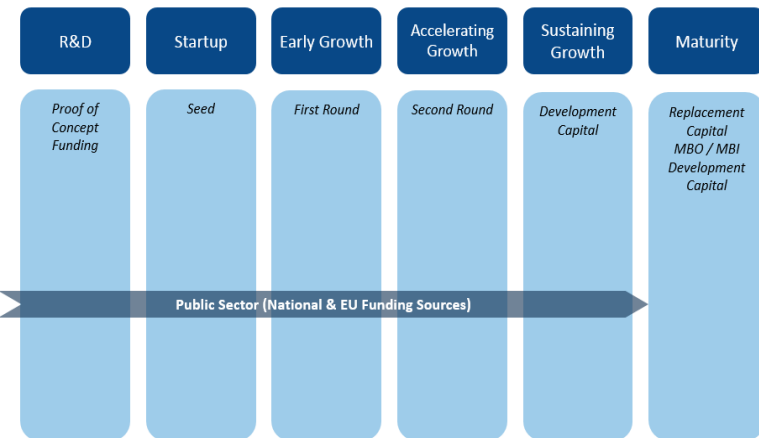 R&D
Startup
Early Growth
Accelerating
Growth
Sustaining
Growth
Maturity
Proof of
Concept
Funding
Seed
First Round
Second Round
Development
Capital
Replacement
Capital
MBO / MBI
Development
Capital
Public Sector (National & EU Funding Sources)